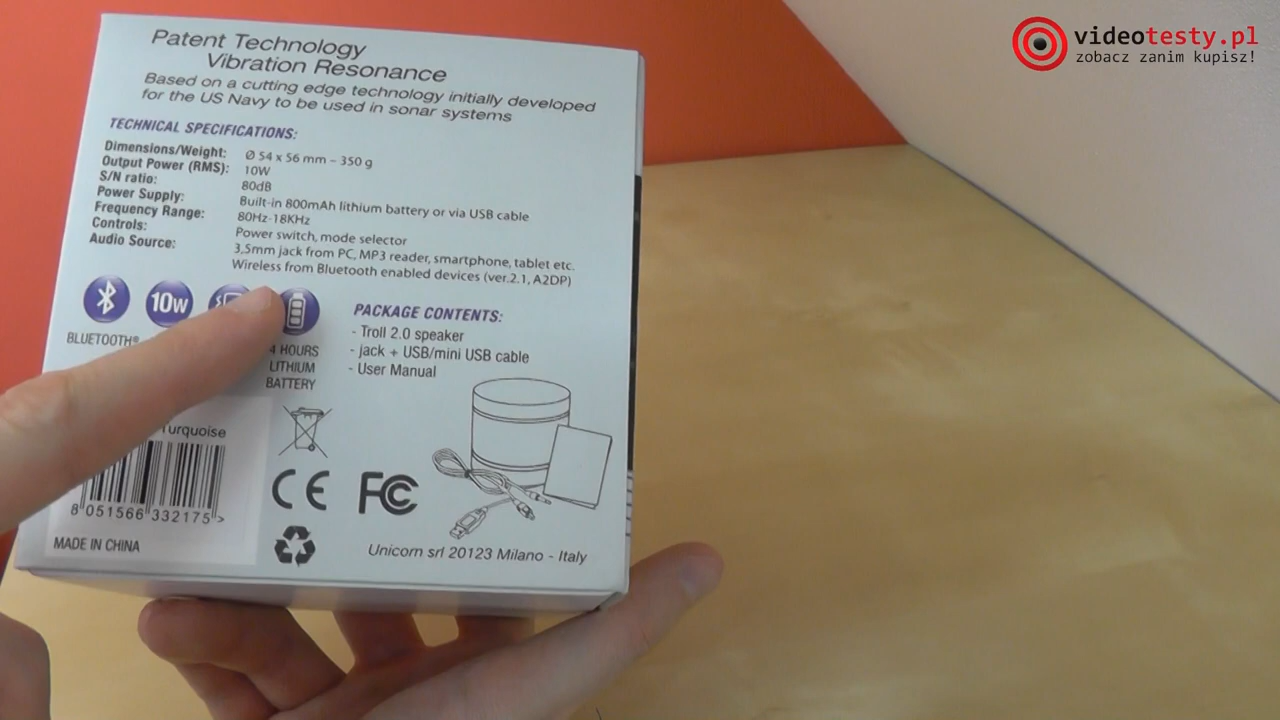 videotesty.pl
zobacz zanim kupisz!
Patent Technology
Vibration Resonance
Based on a cutting edge technology initially developed
for the US Navy to be used in sonar systems
TECHNICAL SPECIFICATIONS:
Dimensions/Weight: Ø 54 x 56 mm – 350 g
Output Power (RMS): 10W
S/N ratio: 80dB
Power Supply: Built-in 800mAh lithium battery or via USB cable
Frequency Range: 80Hz-18KHz
Controls: Power switch, mode selector
Audio Source: 3,5mm jack from PC, MP3 reader, smartphone, tablet etc.
Wireless from Bluetooth enabled devices (ver.2.1, A2DP)
10W
BLUETOOTH®
4 HOURS
LITHIUM
BATTERY
PACKAGE CONTENTS:
- Troll 2.0 speaker
- jack + USB/mini USB cable
- User Manual
Turquoise
8 051566 332175 >
MADE IN CHINA
CE FC
Unicorn srl 20123 Milano - Italy